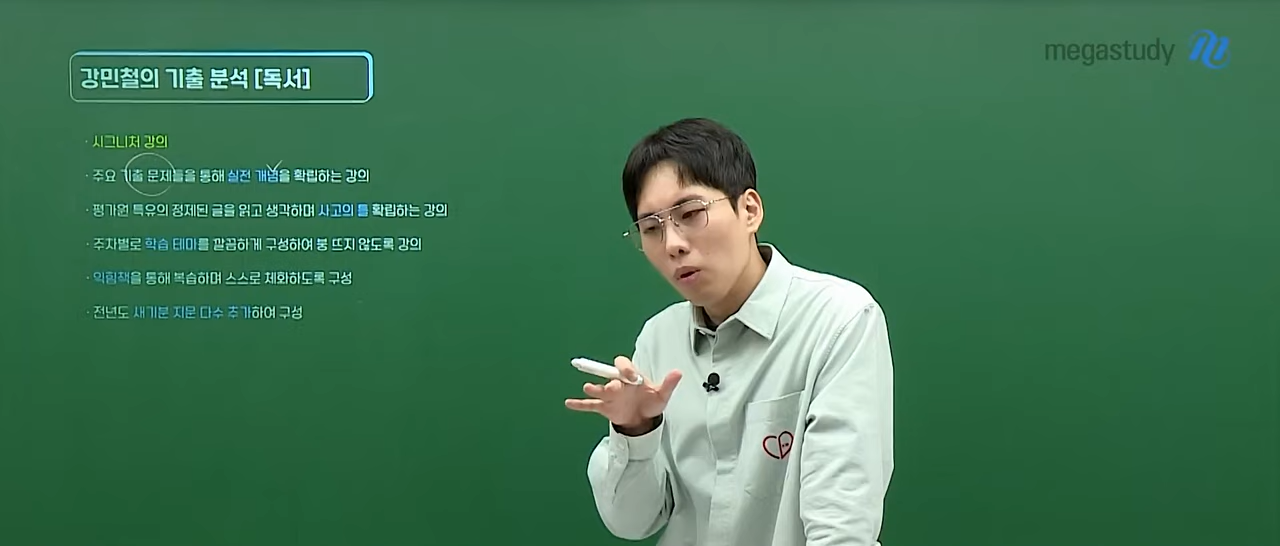 강민철의 기출 분석 [독서]
megastudy
· 시그니처 강의
· 주요 기출 문제들을 통해 실전 개념을 확립하는 강의
· 평가원 특유의 정제된 글을 읽고 생각하며 사고의 틀 확립하는 강의
· 주차별로 학습 테마를 깔끔하게 구성하여 붕 뜨지 않도록 강의
· 익힘책을 통해 복습하며 스스로 체화하도록 구성
· 전년도 새기분 지문 다수 추가하여 구성